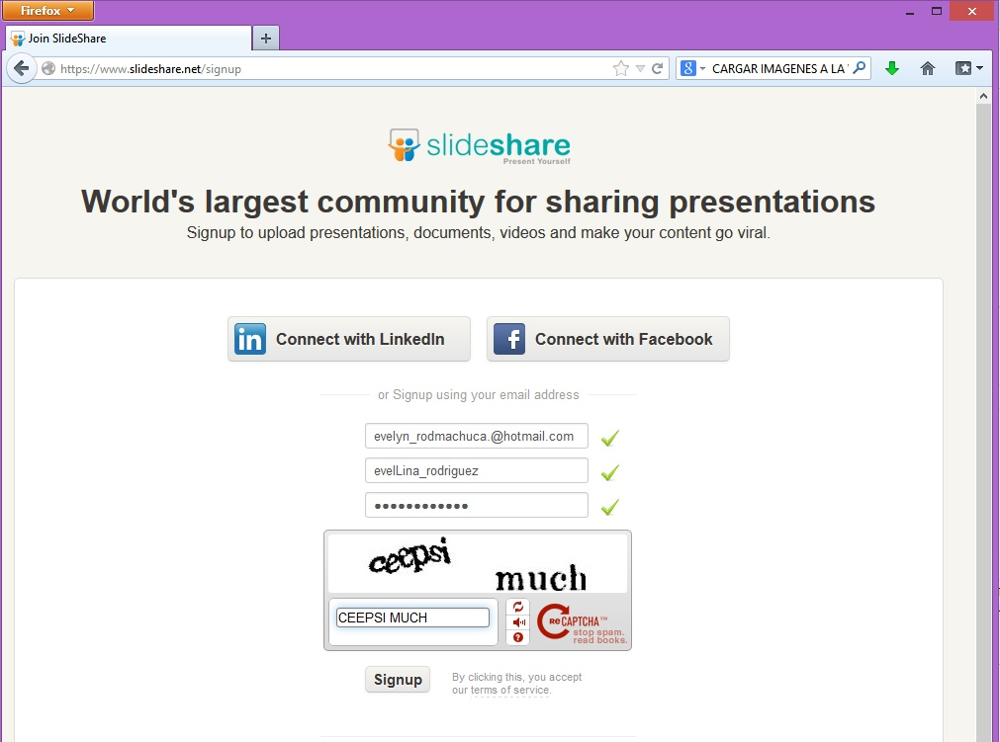 Firefox
Join SlideShare
https://www.slideshare.net/signup
CARGAR IMAGENES A LA
slideshare
Present Yourself
World's largest community for sharing presentations
Signup to upload presentations, documents, videos and make your content go viral.
Connect with LinkedIn
Connect with Facebook
or Signup using your email address
evelyn_rodmachuca.@hotmail.com
evelLina_rodriguez
••••••••••••
ceepsi much
CEEPSI MUCH
reCAPTCHA™
stop spam.
read books.
Signup
By clicking this, you accept
our terms of service.